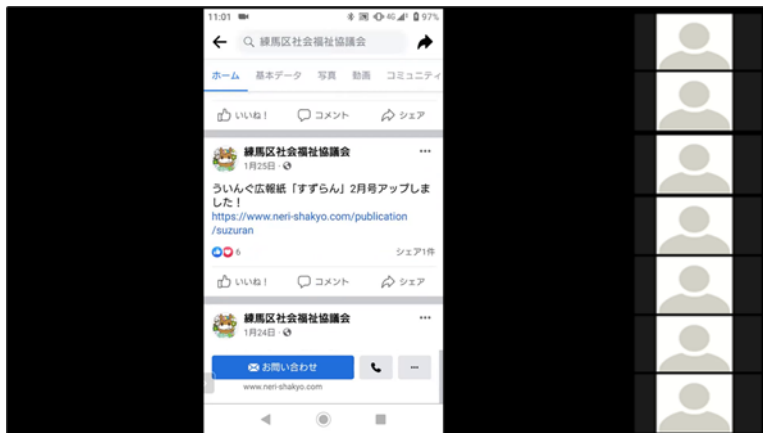 11:01 4G 97%
練馬区社会福祉協議会
ホーム 基本データ 写真 動画 コミュニティ
いいね! コメント シェア
練馬区社会福祉協議会
1月25日
ういんぐ広報紙「すずらん」2月号アップしま
した!
https://www.neri-shakyo.com/publication
/suzuran
6 シェア1件
いいね! コメント シェア
練馬区社会福祉協議会
1月24日
お問い合わせ
www.neri-shakyo.com